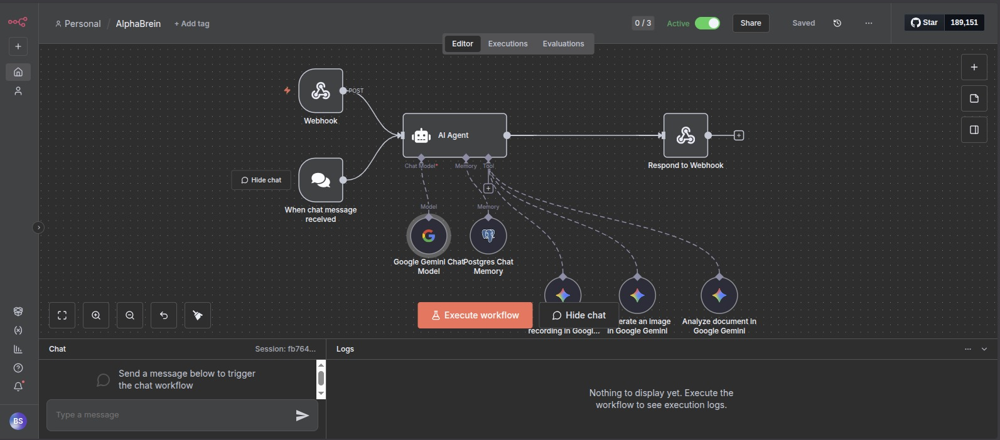 Personal / AlphaBrein + Add tag
0 / 3
Active
Share
Saved
Star 189,151
Editor
Executions
Evaluations
POST
Webhook
AI Agent
Chat Model*
Memory
Tool
Respond to Webhook
Hide chat
When chat message
received
Model
Memory
Google Gemini Chat
Model
Postgres Chat
Memory
Execute workflow
Hide chat
recording in Googl...
erate an image
in Google Gemini
Analyze document in
Google Gemini
Chat
Session: fb764...
Send a message below to trigger
the chat workflow
Type a message
Logs
Nothing to display yet. Execute the
workflow to see execution logs.
BS